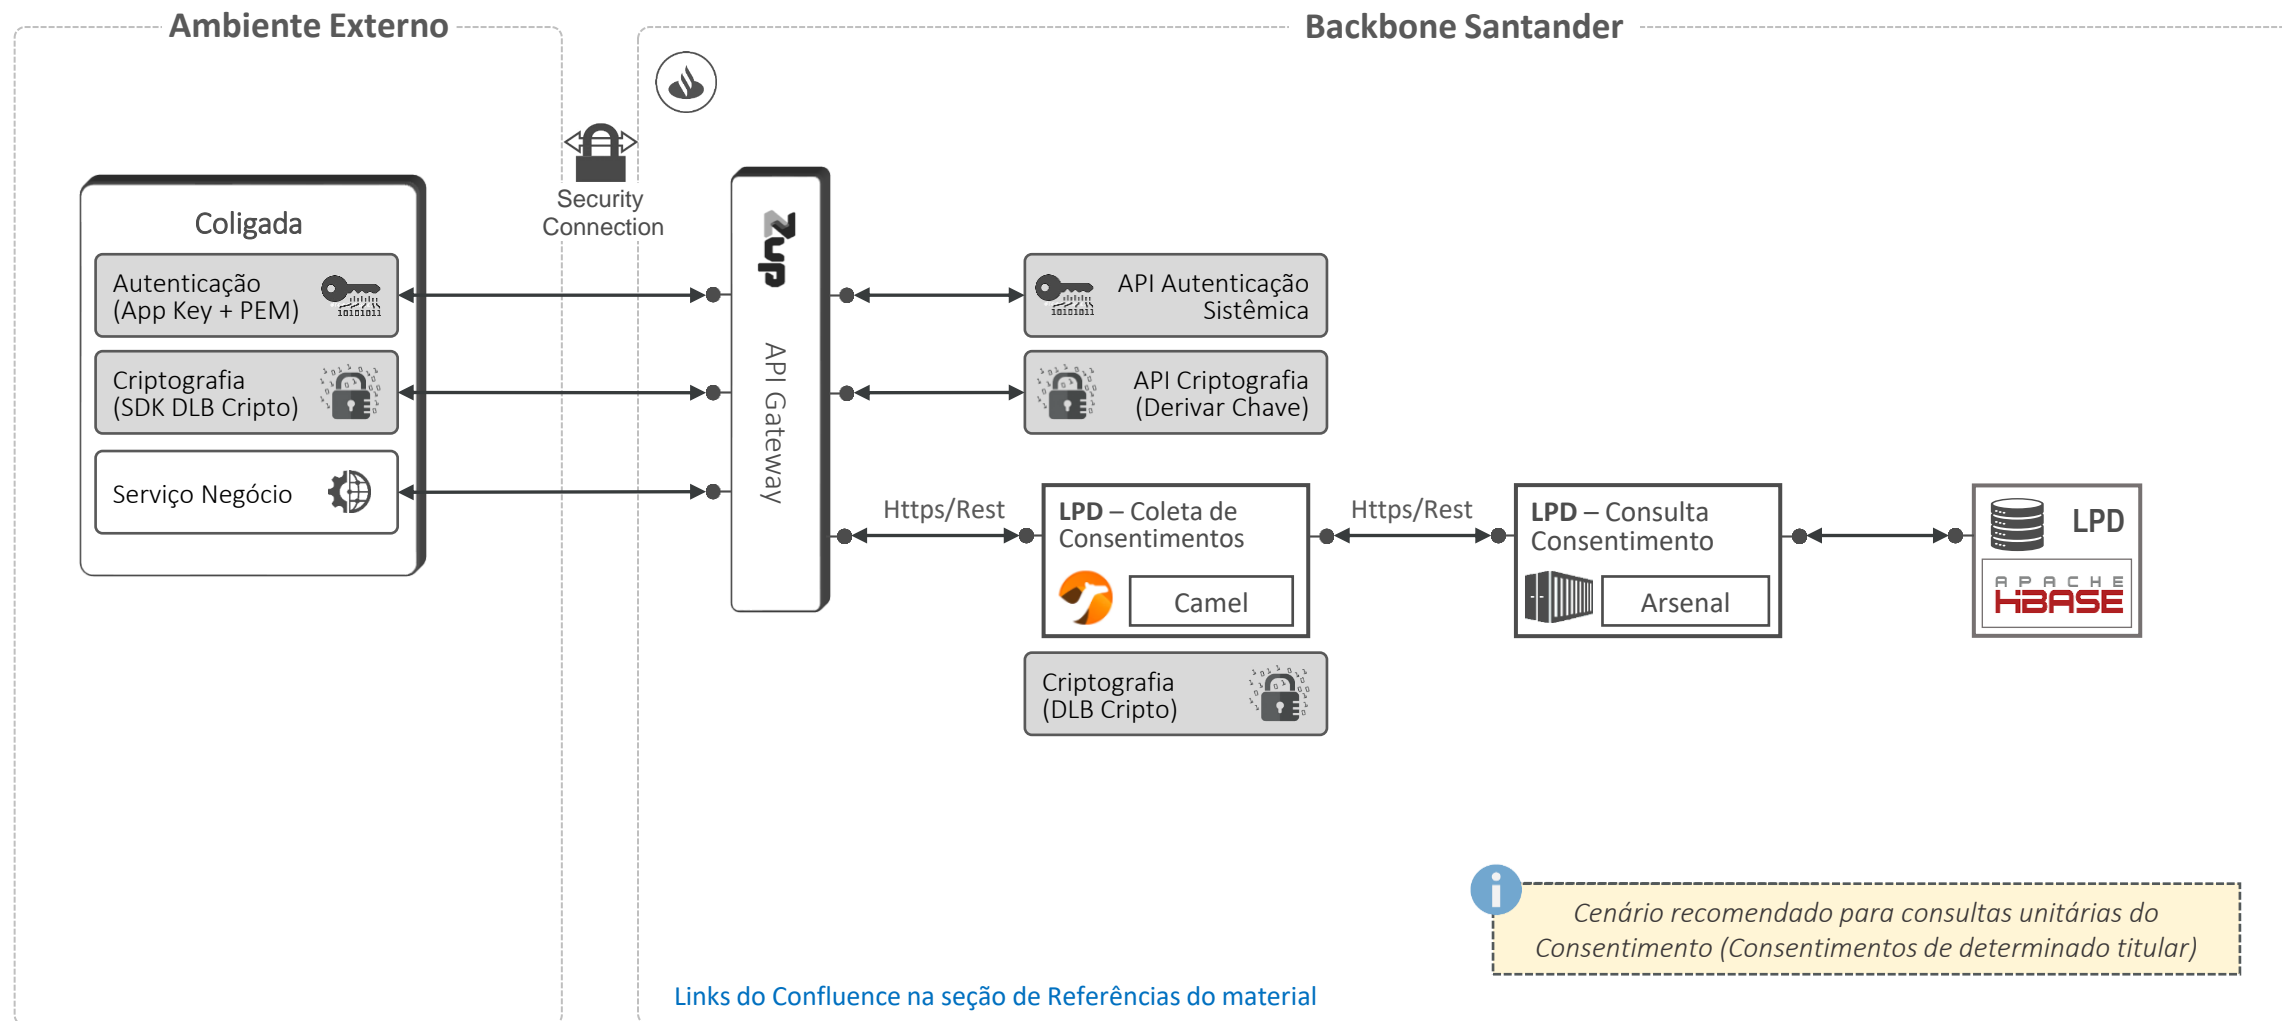 Ambiente Externo
Backbone Santander
Security
Connection
Coligada
Autenticação
(App Key + PEM)
10101011
Criptografia
(SDK DLB Cripto)
Serviço Negócio
zup
API Gateway
API Autenticação
Sistêmica
10101011
API Criptografia
(Derivar Chave)
Https/Rest
LPD – Coleta de
Consentimentos
Camel
Https/Rest
LPD – Consulta
Consentimento
Arsenal
LPD
APACHE
HBASE
Criptografia
(DLB Cripto)
i
Cenário recomendado para consultas unitárias do
Consentimento (Consentimentos de determinado titular)
Links do Confluence na seção de Referências do material